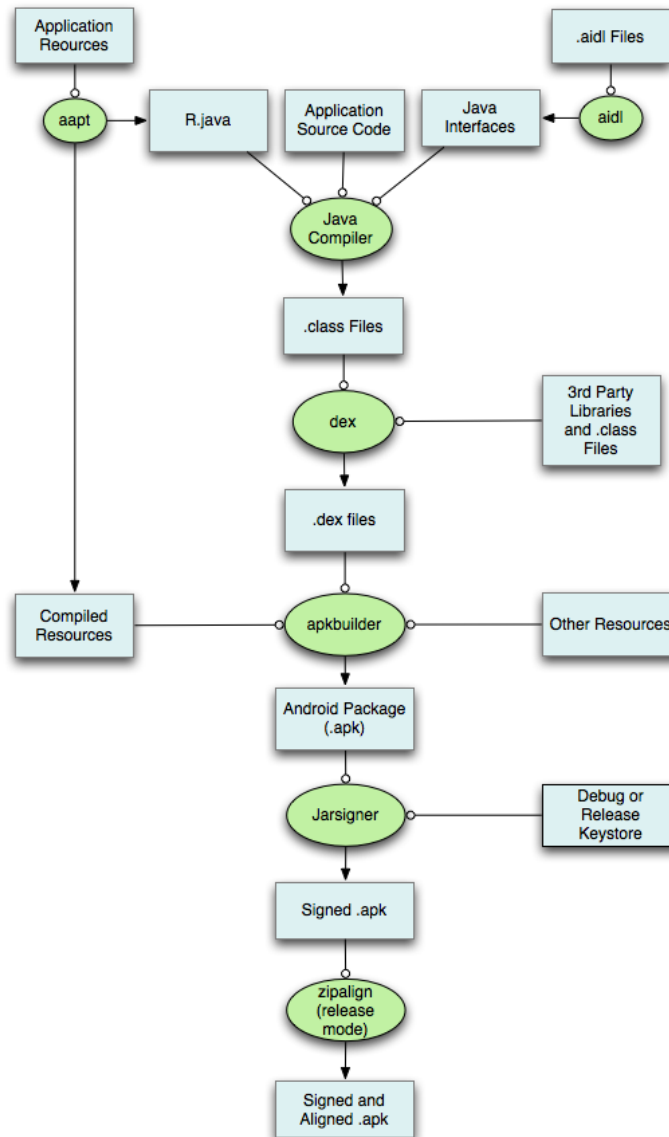 Application
Reources
.aidl Files
aapt
R.java
Application
Source Code
Java
Interfaces
aidl
Java
Compiler
.class Files
dex
3rd Party
Libraries
and .class
Files
.dex files
Compiled
Resources
apkbuilder
Other Resources
Android Package
(.apk)
Jarsigner
Debug or
Release
Keystore
Signed .apk
zipalign
(release
mode)
Signed and
Aligned .apk